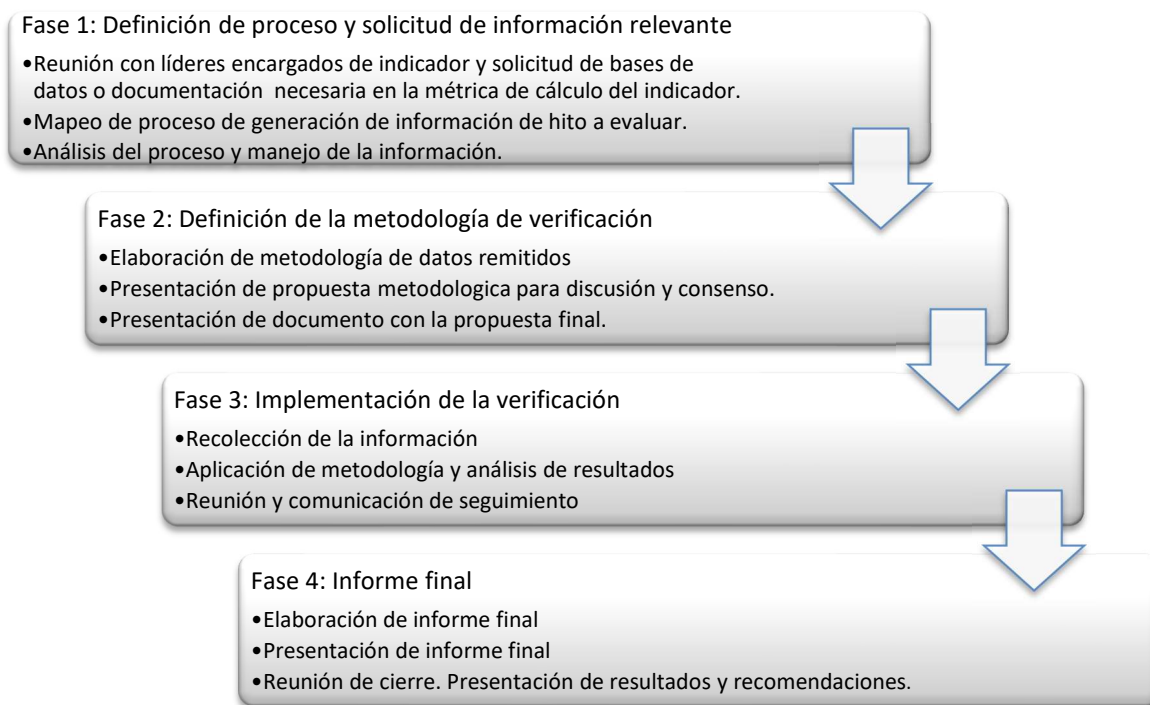 Fase 1: Definición de proceso y solicitud de información relevante
•Reunión con líderes encargados de indicador y solicitud de bases de
datos o documentación necesaria en la métrica de cálculo del indicador.
•Mapeo de proceso de generación de información de hito a evaluar.
•Análisis del proceso y manejo de la información.
Fase 2: Definición de la metodología de verificación
•Elaboración de metodología de datos remitidos
•Presentación de propuesta metodologica para discusión y consenso.
•Presentación de documento con la propuesta final.
Fase 3: Implementación de la verificación
•Recolección de la información
•Aplicación de metodología y análisis de resultados
•Reunión y comunicación de seguimiento
Fase 4: Informe final
•Elaboración de informe final
•Presentación de informe final
•Reunión de cierre. Presentación de resultados y recomendaciones.